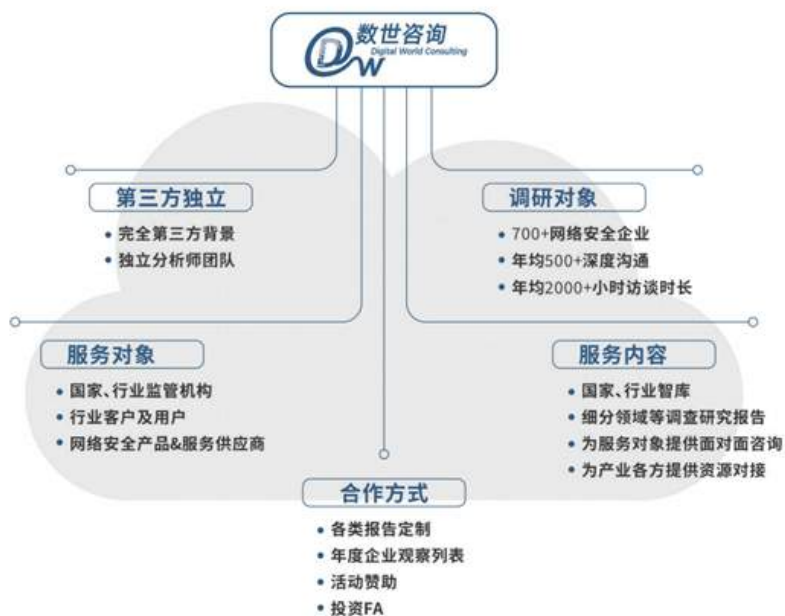 数世咨询
Digital World Consulting
第三方独立
完全第三方背景
独立分析师团队
调研对象
700+网络安全企业
年均500+深度沟通
年均2000+小时访谈时长
服务对象
国家、行业监管机构
行业客户及用户
网络安全产品&服务供应商
服务内容
国家、行业智库
细分领域等调查研究报告
为服务对象提供面对面咨询
为产业各方提供资源对接
合作方式
各类报告定制
年度企业观察列表
活动赞助
投资FA